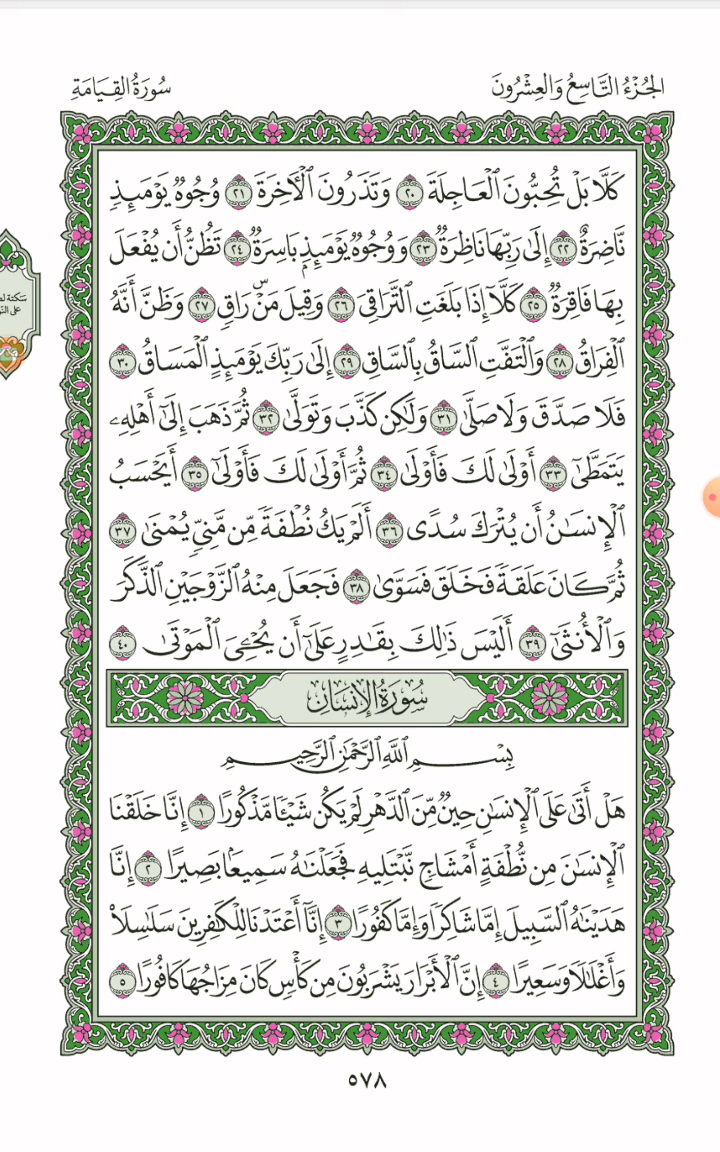 الجُزْءُ التَّاسِعُ وَالعِشْرُونَ
سُورَةُ القِيَامَةِ
كَلَّا بَلْ تُحِبُّونَ ٱلْعَاجِلَةَ ٢٠ وَتَذَرُونَ ٱلْأَخِرَةَ ٢١ وُجُوهٌ يَوْمَئِذٍ
نَّاضِرَةٌ ٢٢ إِلَىٰ رَبِّهَا نَاظِرَةٌ ٢٣ وَوُجُوهٌ يَوْمَئِذٍۭ بَاسِرَةٌ ٢٤ تَظُنُّ أَن يُفْعَلَ
بِهَا فَاقِرَةٌ ٢٥ كَلَّآ إِذَا بَلَغَتِ ٱلتَّرَاقِىَ ٢٦ وَقِيلَ مَنْۜ رَاقٍ ٢٧ وَظَنَّ أَنَّهُ
ٱلْفِرَاقُ ٢٨ وَٱلْتَفَّتِ ٱلسَّاقُ بِٱلسَّاقِ ٢٩ إِلَىٰ رَبِّكَ يَوْمَئِذٍ ٱلْمَسَاقُ ٣٠
فَلَا صَدَّقَ وَلَا صَلَّىٰ ٣١ وَلَٰكِن كَذَّبَ وَتَوَلَّىٰ ٣٢ ثُمَّ ذَهَبَ إِلَىٰٓ أَهْلِهِۦ
يَتَمَطَّىٰٓ ٣٣ أَوْلَىٰ لَكَ فَأَوْلَىٰ ٣٤ ثُمَّ أَوْلَىٰ لَكَ فَأَوْلَىٰٓ ٣٥ أَيَحْسَبُ
ٱلْإِنسَٰنُ أَن يُتْرَكَ سُدًى ٣٦ أَلَمْ يَكُ نُطْفَةً مِّن مَّنِىٍّ يُمْنَىٰ ٣٧
ثُمَّ كَانَ عَلَقَةً فَخَلَقَ فَسَوَّىٰ ٣٨ فَجَعَلَ مِنْهُ ٱلزَّوْجَيْنِ ٱلذَّكَرَ
وَٱلْأُنثَىٰٓ ٣٩ أَلَيْسَ ذَٰلِكَ بِقَٰدِرٍ عَلَىٰٓ أَن يُحْـِۧىَ ٱلْمَوْتَىٰ ٤٠
سُورَةُ الإِنسَانِ
بِسْمِ ٱللَّهِ ٱلرَّحْمَٰنِ ٱلرَّحِيمِ
هَلْ أَتَىٰ عَلَى ٱلْإِنسَٰنِ حِينٌ مِّنَ ٱلدَّهْرِ لَمْ يَكُن شَيْـًٔا مَّذْكُورًا ١ إِنَّا خَلَقْنَا
ٱلْإِنسَٰنَ مِن نُّطْفَةٍ أَمْشَاجٍ نَّبْتَلِيهِ فَجَعَلْنَٰهُ سَمِيعًۢا بَصِيرًا ٢ إِنَّا
هَدَيْنَٰهُ ٱلسَّبِيلَ إِمَّا شَاكِرًا وَإِمَّا كَفُورًا ٣ إِنَّآ أَعْتَدْنَا لِلْكَٰفِرِينَ سَلَٰسِلَا۟
وَأَغْلَٰلًا وَسَعِيرًا ٤ إِنَّ ٱلْأَبْرَارَ يَشْرَبُونَ مِن كَأْسٍ كَانَ مِزَاجُهَا كَافُورًا ٥
٥٧٨